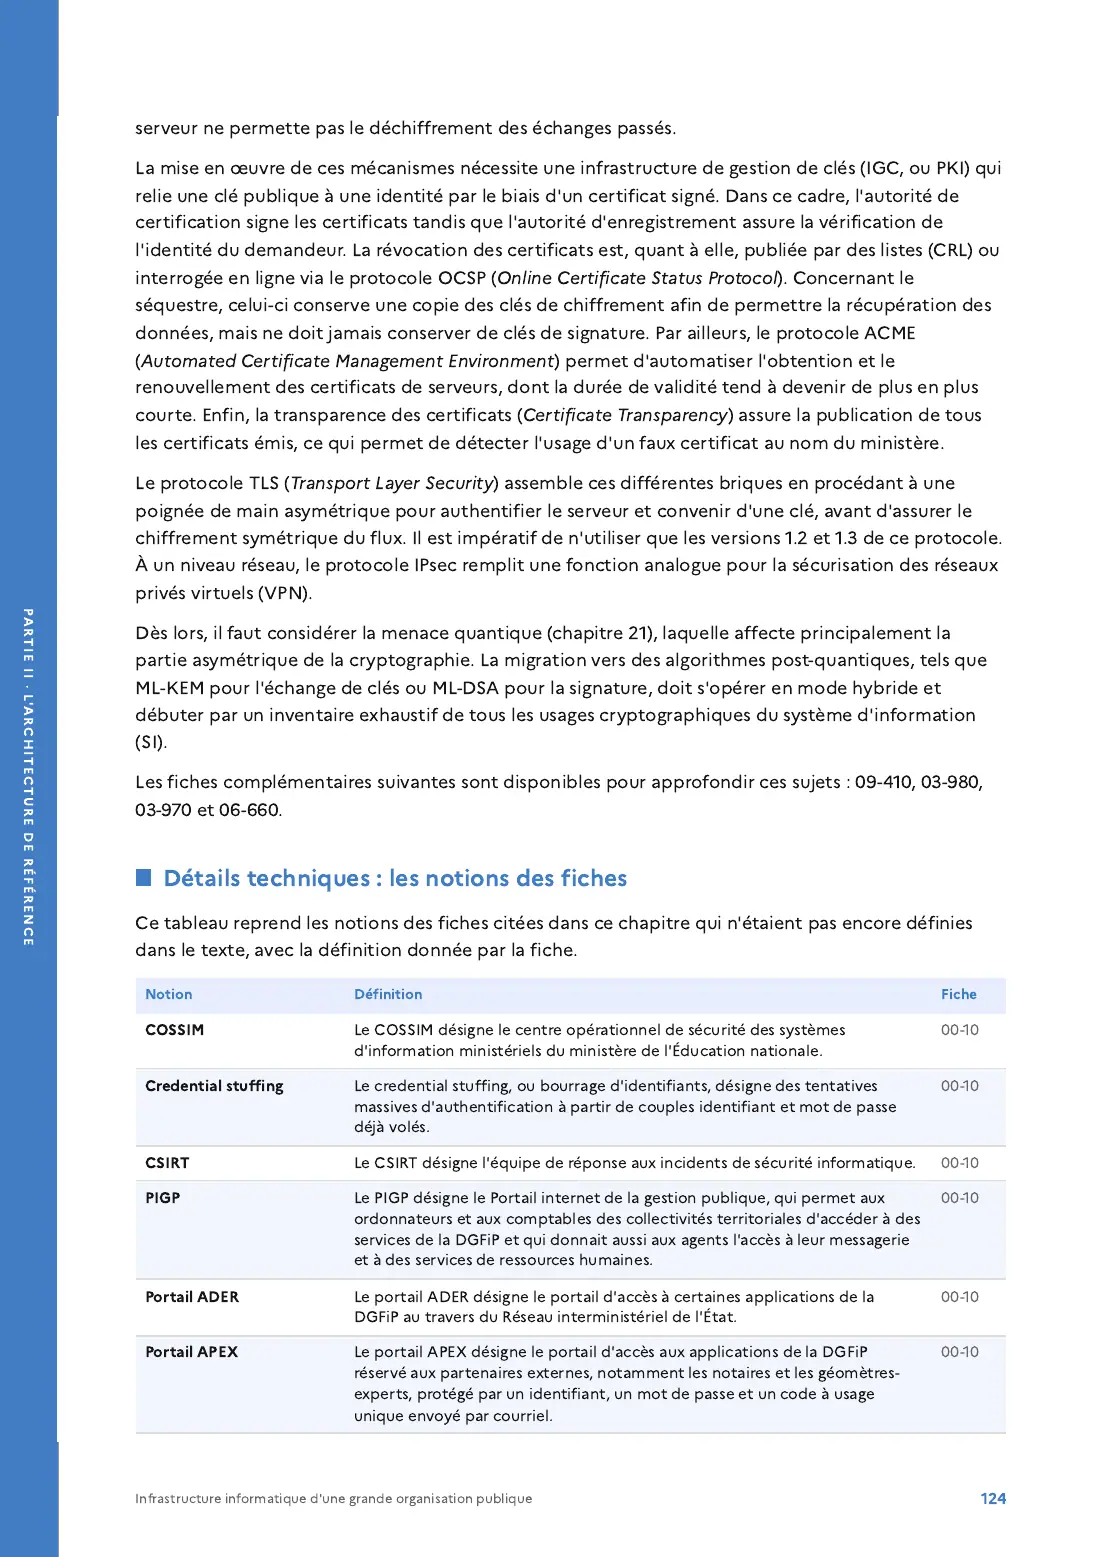 serveur ne permette pas le déchiffrement des échanges passés.
La mise en œuvre de ces mécanismes nécessite une infrastructure de gestion de clés (IGC, ou PKI) qui
relie une clé publique à une identité par le biais d'un certificat signé. Dans ce cadre, l'autorité de
certification signe les certificats tandis que l'autorité d'enregistrement assure la vérification de
l'identité du demandeur. La révocation des certificats est, quant à elle, publiée par des listes (CRL) ou
interrogée en ligne via le protocole OCSP (Online Certificate Status Protocol). Concernant le
séquestre, celui-ci conserve une copie des clés de chiffrement afin de permettre la récupération des
données, mais ne doit jamais conserver de clés de signature. Par ailleurs, le protocole ACME
(Automated Certificate Management Environment) permet d'automatiser l'obtention et le
renouvellement des certificats de serveurs, dont la durée de validité tend à devenir de plus en plus
courte. Enfin, la transparence des certificats (Certificate Transparency) assure la publication de tous
les certificats émis, ce qui permet de détecter l'usage d'un faux certificat au nom du ministère.
Le protocole TLS (Transport Layer Security) assemble ces différentes briques en procédant à une
poignée de main asymétrique pour authentifier le serveur et convenir d'une clé, avant d'assurer le
chiffrement symétrique du flux. Il est impératif de n'utiliser que les versions 1.2 et 1.3 de ce protocole.
À un niveau réseau, le protocole IPsec remplit une fonction analogue pour la sécurisation des réseaux
privés virtuels (VPN).
Dès lors, il faut considérer la menace quantique (chapitre 21), laquelle affecte principalement la
partie asymétrique de la cryptographie. La migration vers des algorithmes post-quantiques, tels que
ML-KEM pour l'échange de clés ou ML-DSA pour la signature, doit s'opérer en mode hybride et
débuter par un inventaire exhaustif de tous les usages cryptographiques du système d'information
(SI).
Les fiches complémentaires suivantes sont disponibles pour approfondir ces sujets : 09-410, 03-980,
03-970 et 06-660.
PARTIE II · L'ARCHITECTURE DE RÉFÉRENCE
Détails techniques : les notions des fiches
Ce tableau reprend les notions des fiches citées dans ce chapitre qui n'étaient pas encore définies
dans le texte, avec la définition donnée par la fiche.
Notion Définition Fiche
COSSIM Le COSSIM désigne le centre opérationnel de sécurité des systèmes 00-10
d'information ministériels du ministère de l'Éducation nationale.
Credential stuffing Le credential stuffing, ou bourrage d'identifiants, désigne des tentatives 00-10
massives d'authentification à partir de couples identifiant et mot de passe
déjà volés.
CSIRT Le CSIRT désigne l'équipe de réponse aux incidents de sécurité informatique. 00-10
PIGP Le PIGP désigne le Portail internet de la gestion publique, qui permet aux 00-10
ordonnateurs et aux comptables des collectivités territoriales d'accéder à des
services de la DGFiP et qui donnait aussi aux agents l'accès à leur messagerie
et à des services de ressources humaines.
Portail ADER Le portail ADER désigne le portail d'accès à certaines applications de la 00-10
DGFiP au travers du Réseau interministériel de l'État.
Portail APEX Le portail APEX désigne le portail d'accès aux applications de la DGFiP 00-10
réservé aux partenaires externes, notamment les notaires et les géomètres-
experts, protégé par un identifiant, un mot de passe et un code à usage
unique envoyé par courriel.
Infrastructure informatique d'une grande organisation publique 124